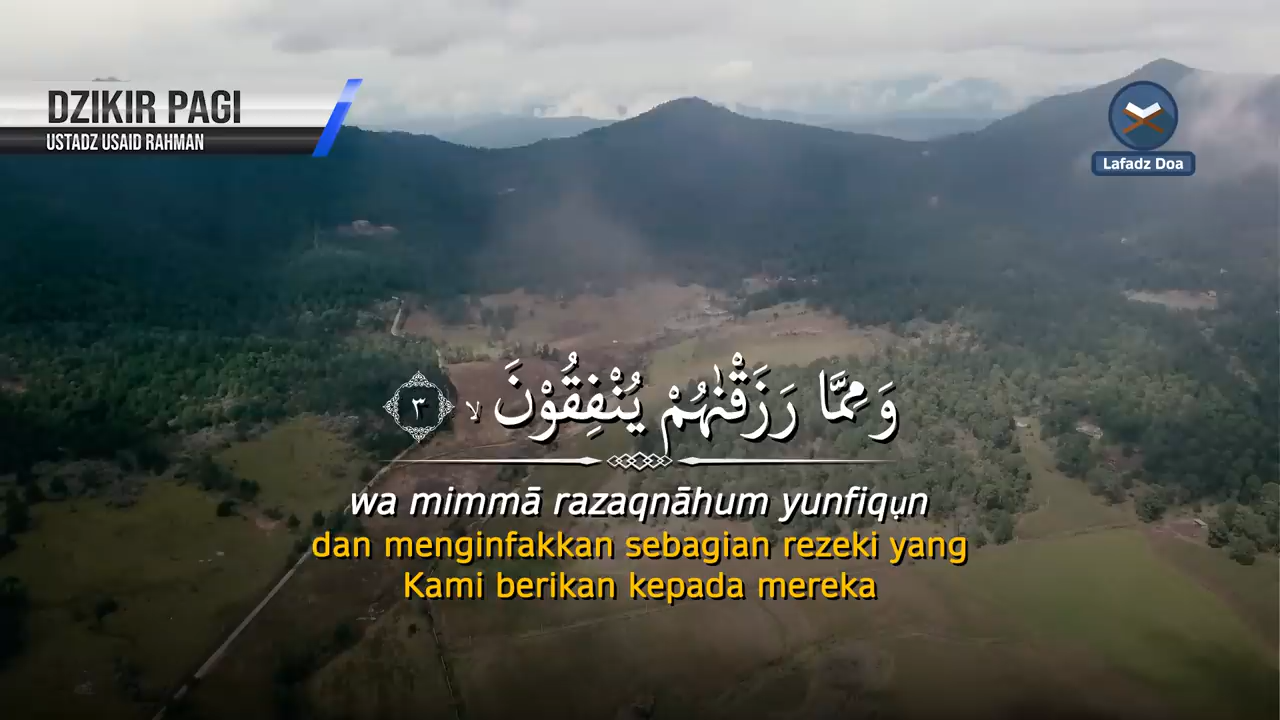 DZIKIR PAGI
USTADZ USAID RAHMAN
Lafadz Doa
وَمِمَّا رَزَقْنٰهُمْ يُنْفِقُوْنَ ۙ ٣
wa mimmā razaqnāhum yunfiqụn
dan menginfakkan sebagian rezeki yang
Kami berikan kepada mereka